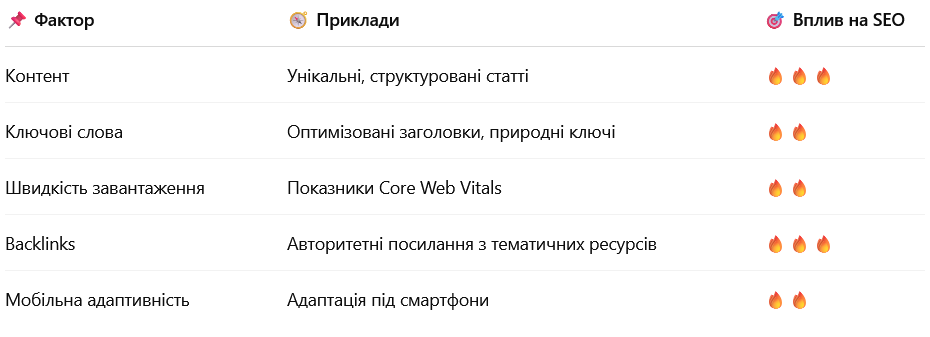 📌 Фактор 🧭 Приклади 🎯 Вплив на SEO
Контент Унікальні, структуровані статті 🔥🔥🔥
Ключові слова Оптимізовані заголовки, природні ключі 🔥🔥
Швидкість завантаження Показники Core Web Vitals 🔥🔥
Backlinks Авторитетні посилання з тематичних ресурсів 🔥🔥🔥
Мобільна адаптивність Адаптація під смартфони 🔥🔥